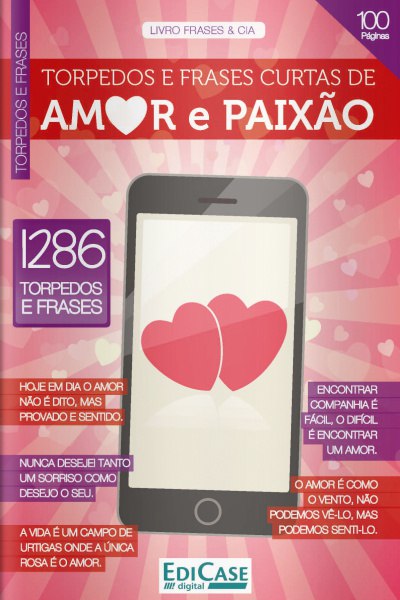 LIVRO FRASES & CIA
100
Páginas
TORPEDOS E FRASES
TORPEDOS E FRASES CURTAS DE
AMOR e PAIXÃO
1286
TORPEDOS
E FRASES
HOJE EM DIA O AMOR
NÃO É DITO, MAS
PROVADO E SENTIDO.
NUNCA DESEJEI TANTO
UM SORRISO COMO
DESEJO O SEU.
A VIDA É UM CAMPO DE
URTIGAS ONDE A ÚNICA
ROSA É O AMOR.
ENCONTRAR
COMPANHIA É
FÁCIL, O DIFÍCIL
É ENCONTRAR
UM AMOR.
O AMOR É COMO
O VENTO, NÃO
PODEMOS VÊ-LO, MAS
PODEMOS SENTI-LO.
EDICASE
digital